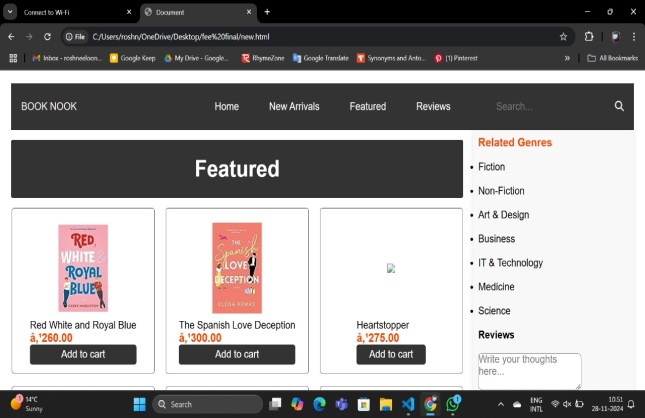 Connect to Wi-Fi
Document
File C:/Users/roshn/OneDrive/Desktop/fee%20final/new.html
Inbox - roshneeloon... Google Keep My Drive - Google... RhymeZone Google Translate Synonyms and Anto... (1) Pinterest » All Bookmarks
BOOK NOOK Home New Arrivals Featured Reviews Search...
Featured
RED, WHITE & ROYAL BLUE
CASEY MCQUISTON
Red White and Royal Blue
â‚¹260.00
Add to cart
THE Spanish LOVE DECEPTION
ELENA ARMAS
The Spanish Love Deception
â‚¹300.00
Add to cart
Heartstopper
â‚¹275.00
Add to cart
Related Genres
Fiction
Non-Fiction
Art & Design
Business
IT & Technology
Medicine
Science
Reviews
Write your thoughts
here...
14°C
Sunny
Search
ENG
INTL
10:51
28-11-2024